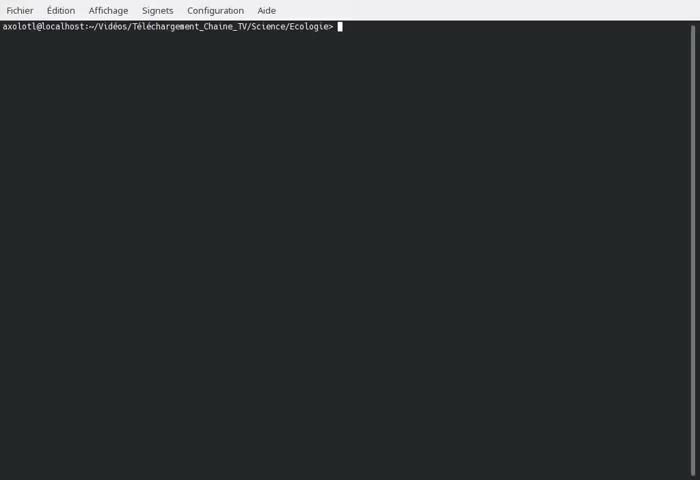 Fichier Édition Affichage Signets Configuration Aide
axolotl@localhost:~/Vidéos/Téléchargement_Chaine_TV/Science/Ecologie>